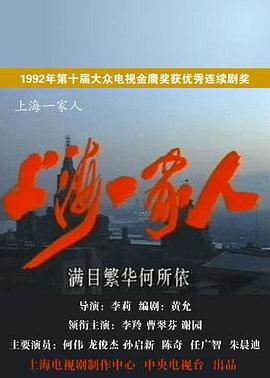 1992年第十届大众电视金鹰奖获优秀连续剧奖
上海一家人
上海一家人
满目繁华何所依
导演：李莉 编剧：黄允
领衔主演：李羚 曹翠芬 谢园
主要演员：何伟 龙俊杰 孙启新 陈奇 任广智 朱晨迪
上海电视剧制作中心 中央电视台 出品